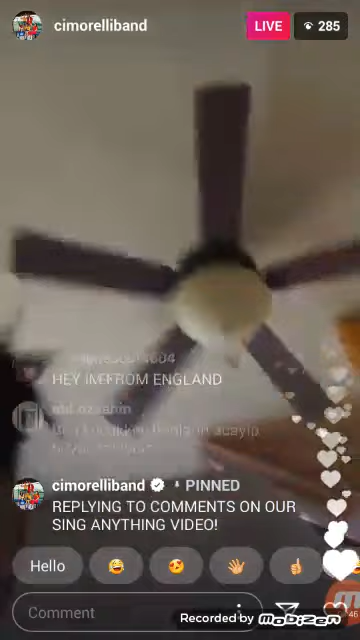 cimorelliband
LIVE 285
HEY IM FROM ENGLAND
cimorelliband PINNED
REPLYING TO COMMENTS ON OUR
SING ANYTHING VIDEO!
Hello
Comment
Recorded by MOBIZEN